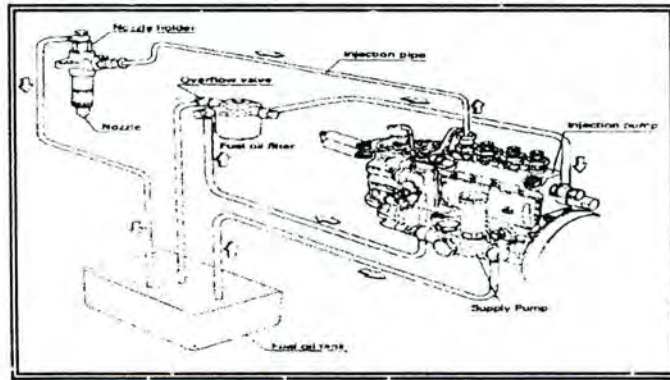 Nozzle holder
Injection pipe
Overflow valve
Nozzle
Fuel oil filter
Injection pump
Supply Pump
Fuel oil tank